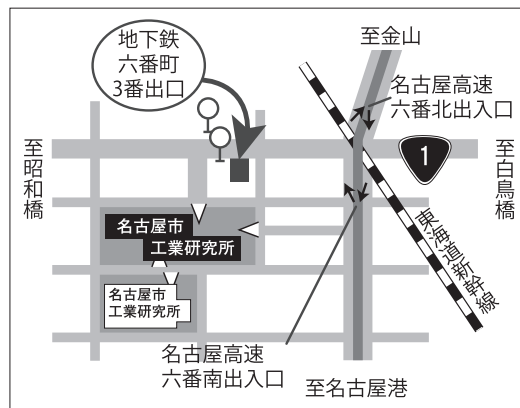 地下鉄
六番町
3番出口
至金山
名古屋高速
六番北出入口
至昭和橋
1
至白鳥橋
名古屋市
工業研究所
東海道新幹線
名古屋市
工業研究所
名古屋高速
六番南出入口
至名古屋港